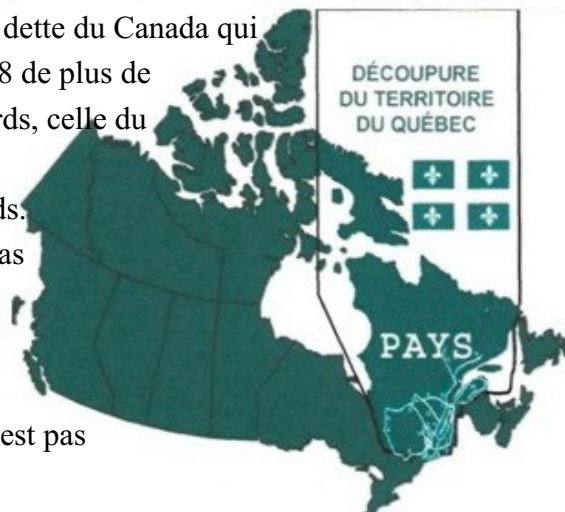 dette du Canada qui
8 de plus de
rds, celle du
ds.
as
est pas
DÉCOUPURE
DU TERRITOIRE
DU QUÉBEC
PAYS